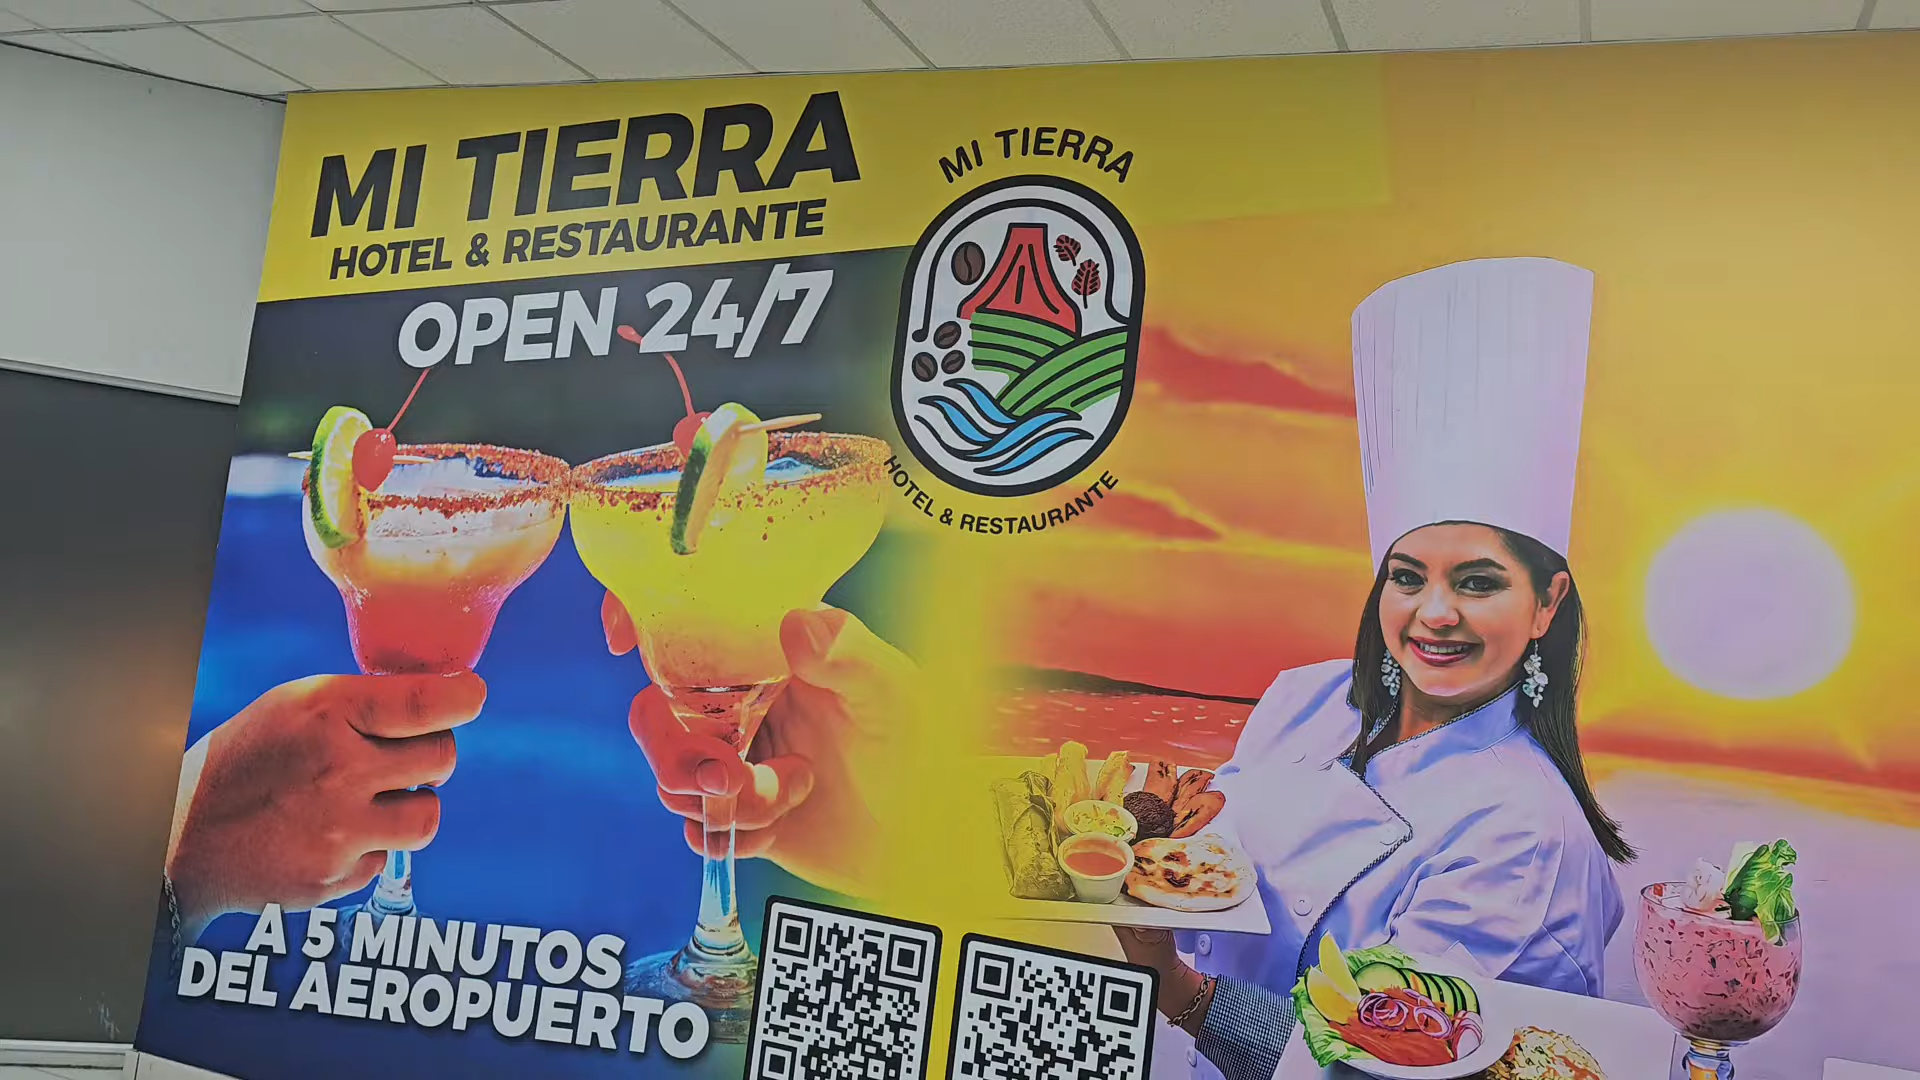 MI TIERRA
HOTEL & RESTAURANTE
OPEN 24/7
MI TIERRA
HOTEL & RESTAURANTE
A 5 MINUTOS
DEL AEROPUERTO